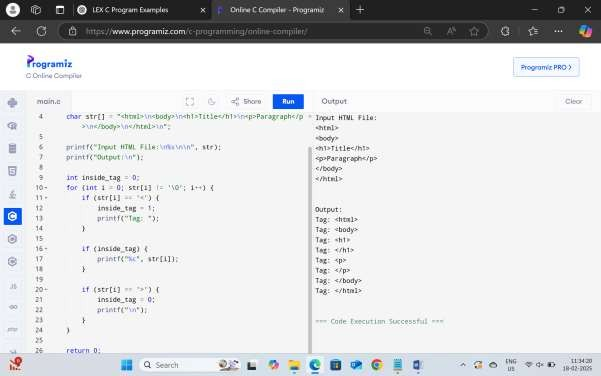 LEX C Program Examples
Online C Compiler - Programiz
https://www.programiz.com/c-programming/online-compiler/
Programiz
C Online Compiler
Programiz PRO >
main.c
Share
Run
Output
Clear
4 char str[] = "<html>\n<body>\n<h1>Title</h1>\n<p>Paragraph</p
>\n</body>\n</html>\n";
5
6 printf("Input HTML File:\n%s\n\n", str);
7 printf("Output:\n");
8
9 int inside_tag = 0;
10 for (int i = 0; str[i] != '\0'; i++) {
11 if (str[i] == '<') {
12 inside_tag = 1;
13 printf("Tag: ");
14 }
15
16 if (inside_tag) {
17 printf("%c", str[i]);
18 }
19
20 if (str[i] == '>') {
21 inside_tag = 0;
22 printf("\n");
23 }
24 }
25
26 return 0;
Input HTML File:
<html>
<body>
<h1>Title</h1>
<p>Paragraph</p>
</body>
</html>
Output:
Tag: <html>
Tag: <body>
Tag: <h1>
Tag: </h1>
Tag: <p>
Tag: </p>
Tag: </body>
Tag: </html>
=== Code Execution Successful ===
JS
GO
php
Search
ENG
US
11:34:20
18-02-2025